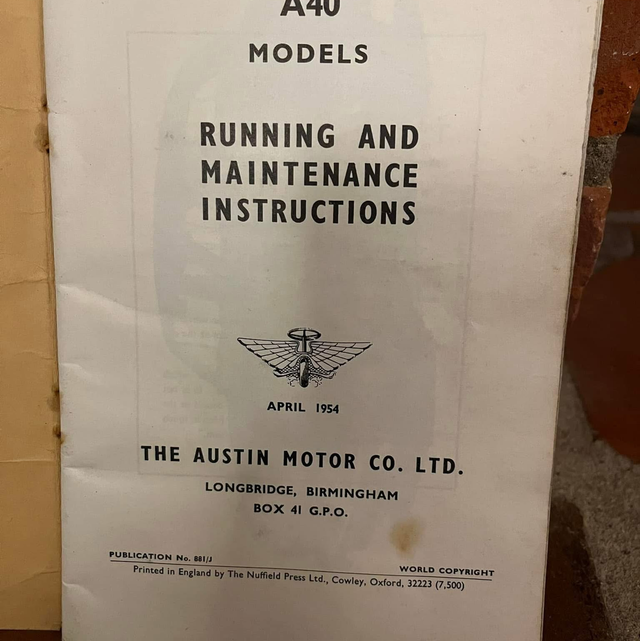 A40
MODELS
RUNNING AND
MAINTENANCE
INSTRUCTIONS
APRIL 1954
THE AUSTIN MOTOR CO. LTD.
LONGBRIDGE, BIRMINGHAM
BOX 41 G.P.O.
PUBLICATION No. 881/J
WORLD COPYRIGHT
Printed in England by The Nuffield Press Ltd., Cowley, Oxford, 32223 (7,500)